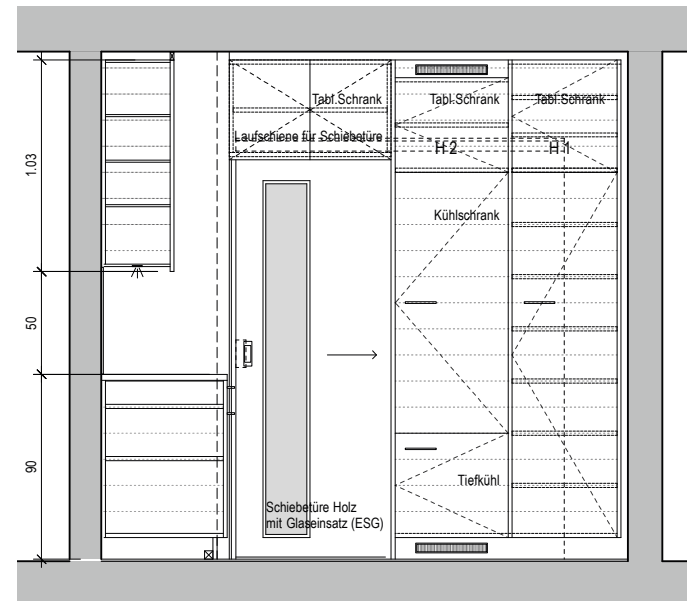 Tabl.Schrank
Tabl.Schrank
Tabl.Schrank
Laufschiene für Schiebetüre
H 2
H 1
1.03
Kühlschrank
50
90
Tiefkühl
Schiebetüre Holz
mit Glaseinsatz (ESG)